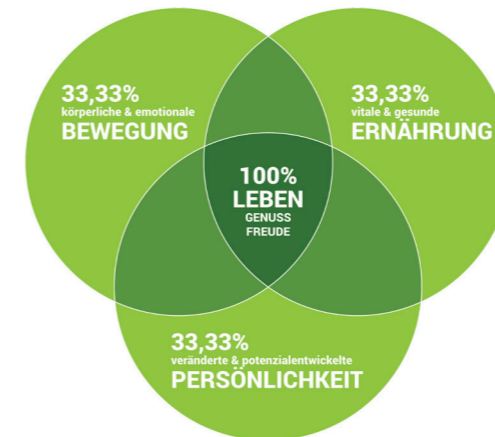 33,33%
körperliche & emotionale
BEWEGUNG
33,33%
vitale & gesunde
ERNÄHRUNG
100%
LEBEN
GENUSS
FREUDE
33,33%
veränderte & potenzialentwickelte
PERSÖNLICHKEIT